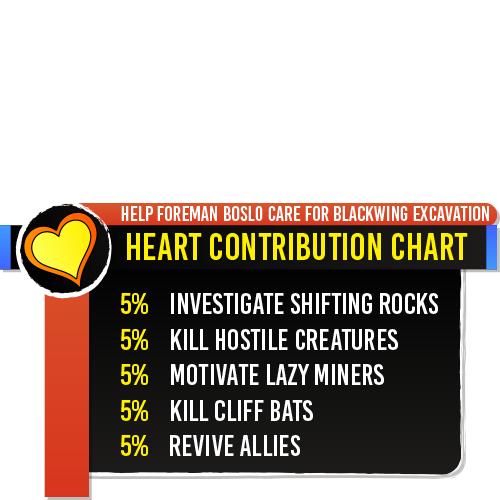 HELP FOREMAN BOSLO CARE FOR BLACKWING EXCAVATION
HEART CONTRIBUTION CHART
5% INVESTIGATE SHIFTING ROCKS
5% KILL HOSTILE CREATURES
5% MOTIVATE LAZY MINERS
5% KILL CLIFF BATS
5% REVIVE ALLIES